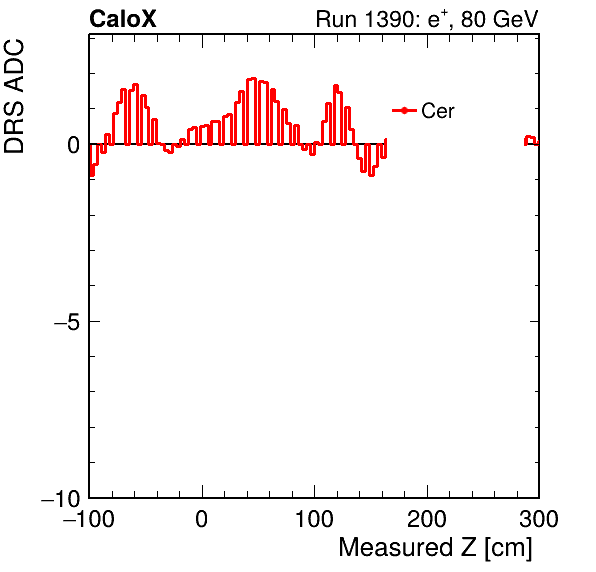 CaloX
Run 1390: e⁺, 80 GeV
DRS ADC
Cer
0
−5
−10
−100 0 100 200 300
Measured Z [cm]